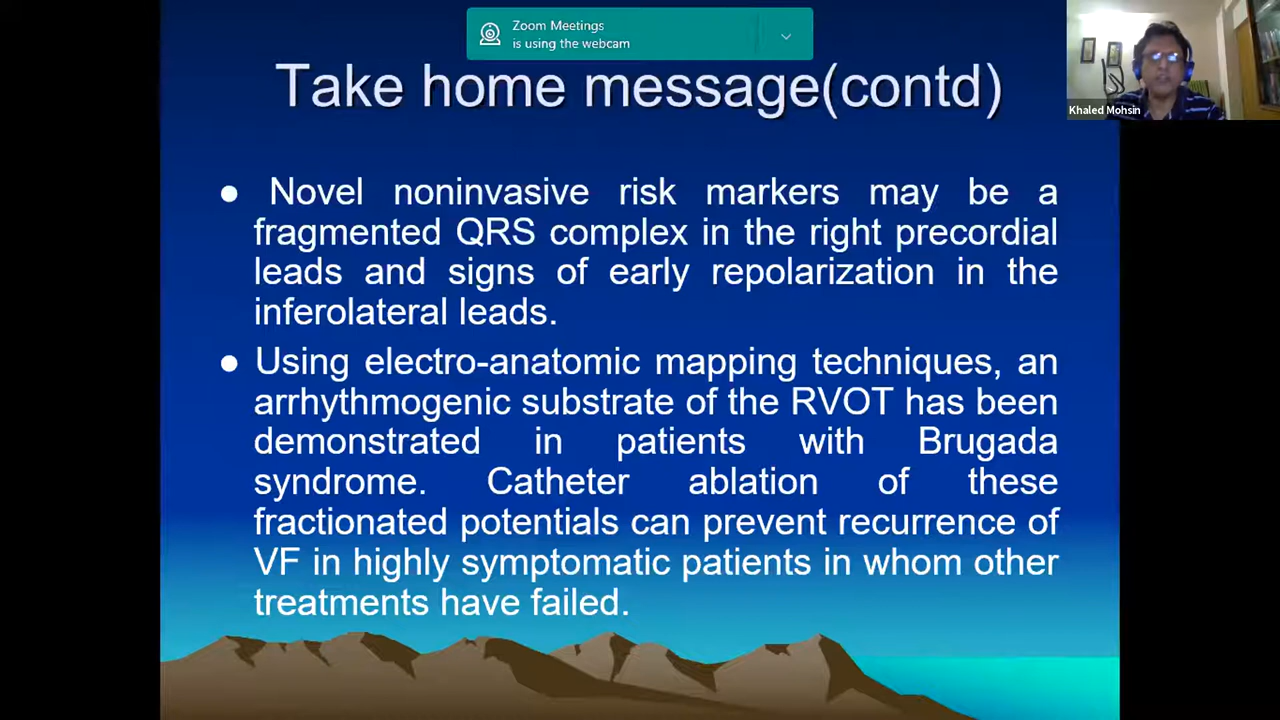 Zoom Meetings
is using the webcam
Take home message(contd)
Khaled Mohsin
● Novel noninvasive risk markers may be a
fragmented QRS complex in the right precordial
leads and signs of early repolarization in the
inferolateral leads.
● Using electro-anatomic mapping techniques, an
arrhythmogenic substrate of the RVOT has been
demonstrated in patients with Brugada
syndrome. Catheter ablation of these
fractionated potentials can prevent recurrence of
VF in highly symptomatic patients in whom other
treatments have failed.